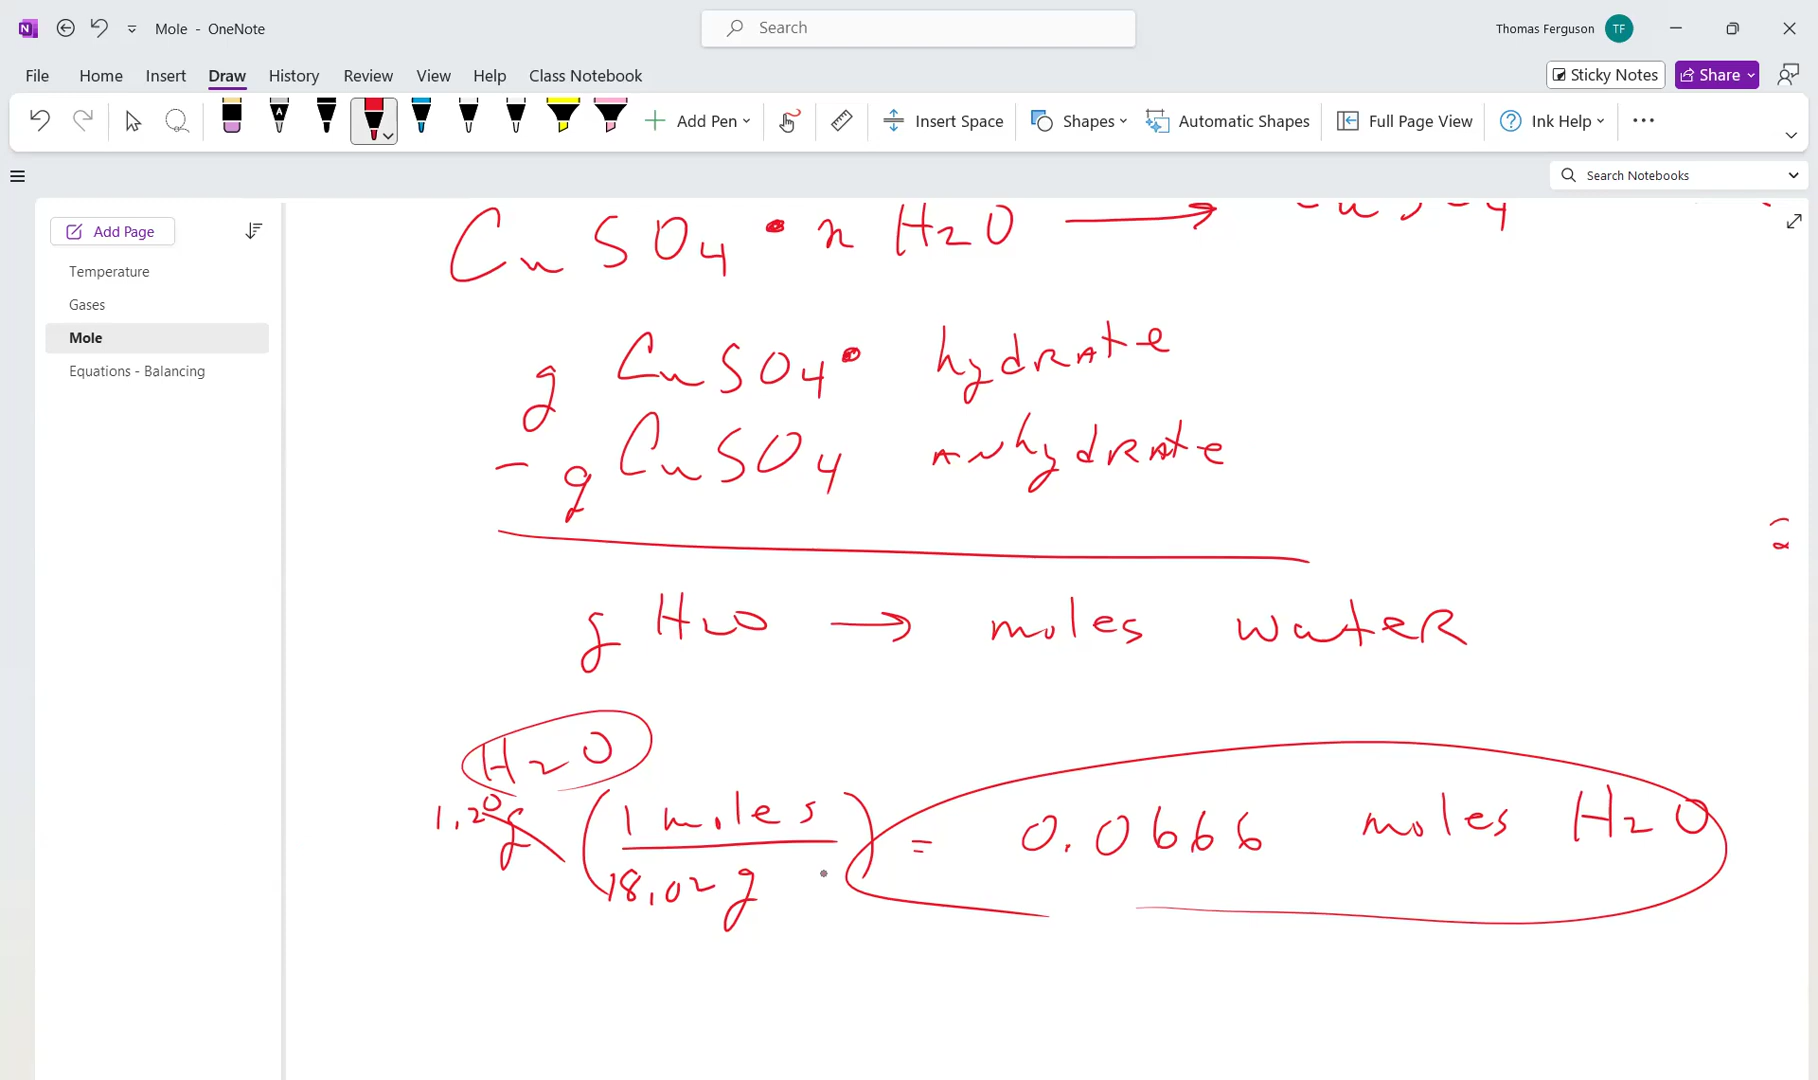 Mole - OneNote
Search
Thomas Ferguson TF
File Home Insert Draw History Review View Help Class Notebook
Sticky Notes Share
A
Add Pen Insert Space Shapes Automatic Shapes Full Page View Ink Help
Search Notebooks
Add Page
Temperature
Gases
Mole
Equations - Balancing
CuSO4 • x H2O → CuSO4
g CuSO4 • hydrate
- g CuSO4 anhydrate
g H2O → moles water
H2O
1.20 g (1 moles / 18.02 g) = 0.0666 moles H2O